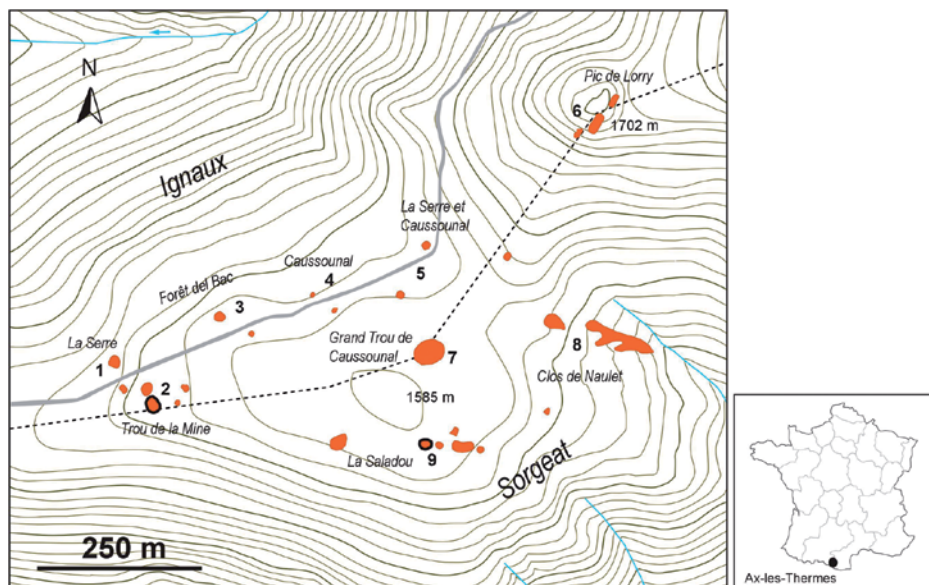 N
Pic de Lorry
6
1702 m
Ignaux
La Serre et
Caussounal
Caussounal
4
5
Forêt del Bac
3
La Serre
1
Grand Trou de
Caussounal
7
8
Clos de Naulet
2
1585 m
Trou de la Mine
La Saladou
9
Sorgeat
250 m
Ax-les-Thermes